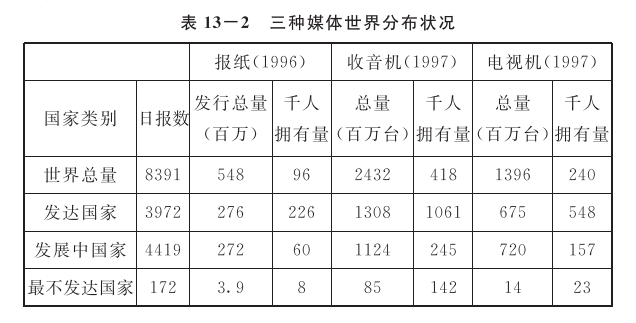 表 13－2 三种媒体世界分布状况
报纸(1996) 收音机(1997) 电视机(1997)
国家类别 日报数 发行总量(百万) 千人拥有量 总量(百万台) 千人拥有量 总量(百万台) 千人拥有量
世界总量 8391 548 96 2432 418 1396 240
发达国家 3972 276 226 1308 1061 675 548
发展中国家 4419 272 60 1124 245 720 157
最不发达国家 172 3.9 8 85 142 14 23